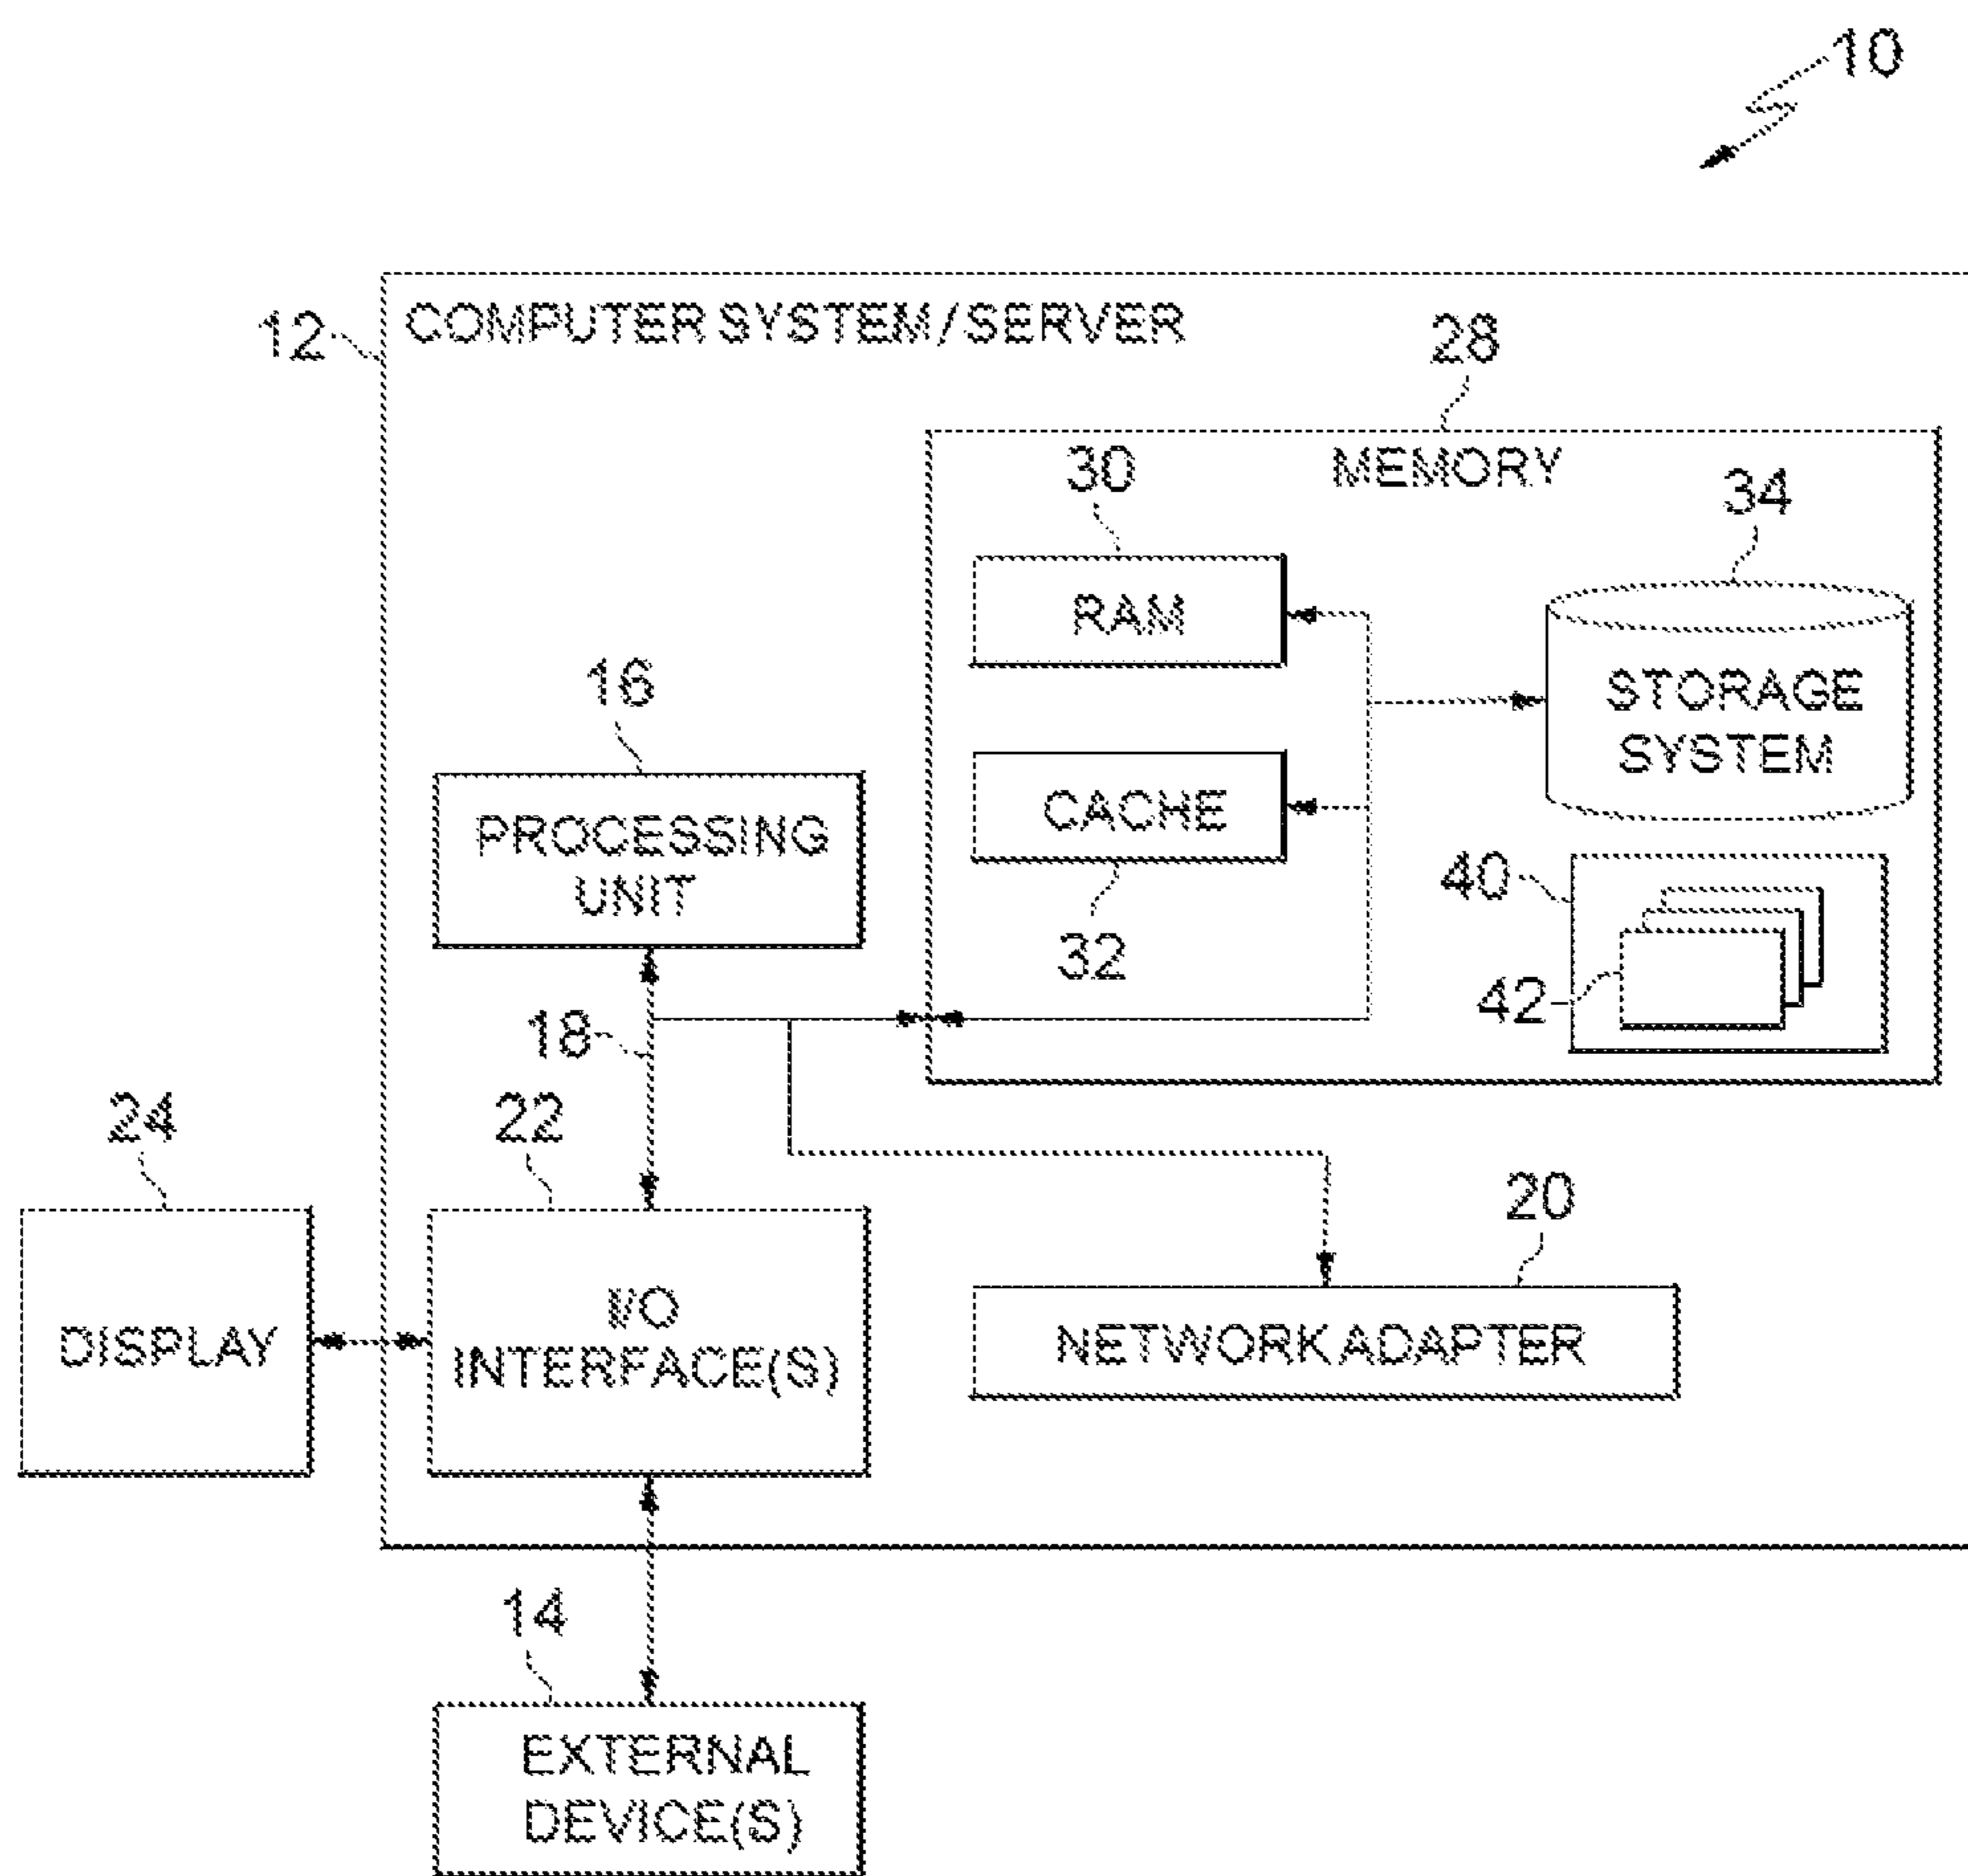 10
12
COMPUTER SYSTEM / SERVER
28
MEMORY
30
34
RAM
STORAGE
SYSTEM
16
CACHE
PROCESSING
UNIT
40
32
42
18
24
22
20
DISPLAY
I/O
INTERFACE(S)
NETWORK ADAPTER
14
EXTERNAL
DEVICE(S)